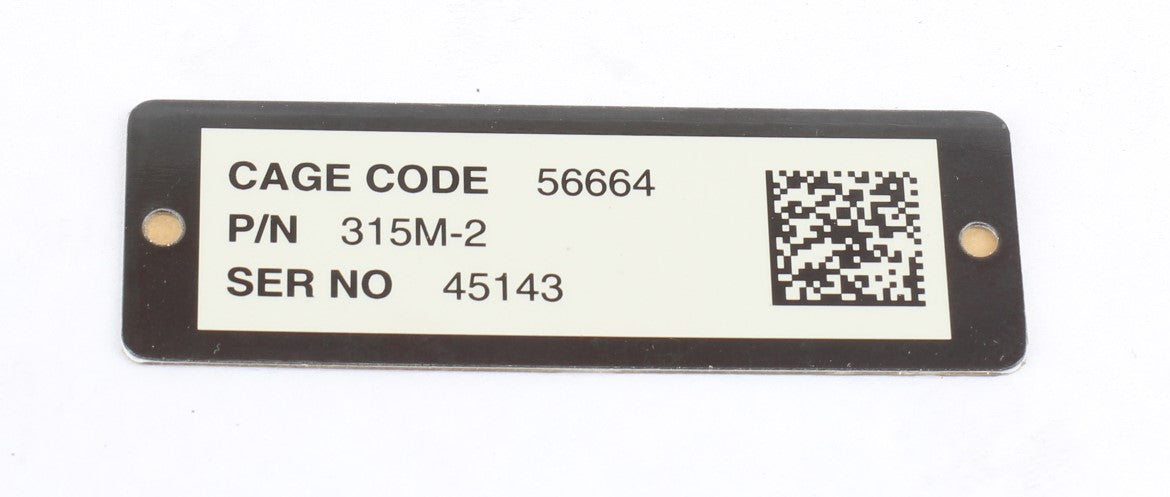 CAGE CODE 56664
P/N 315M-2
SER NO 45143